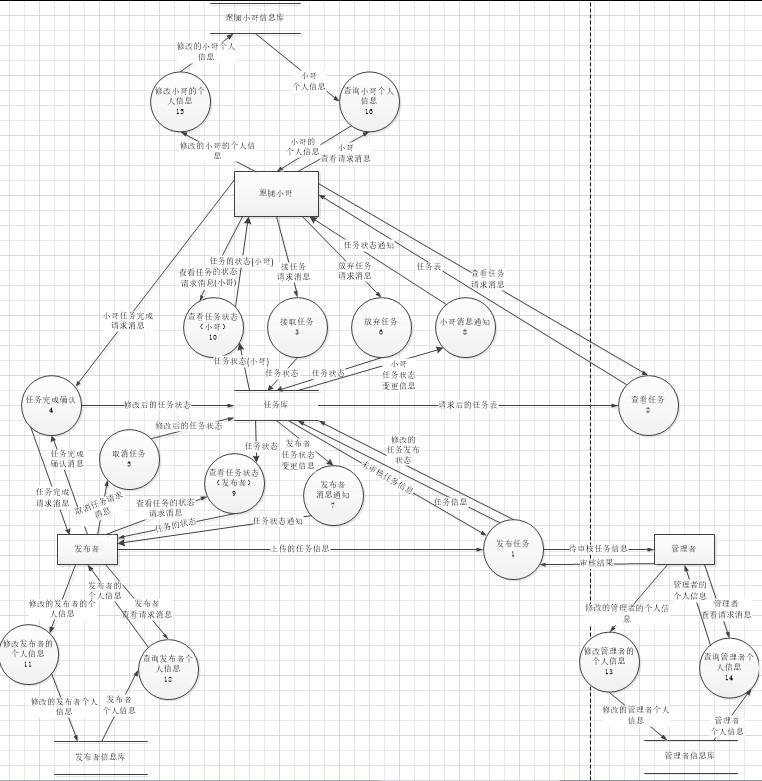 跑腿小哥信息库
修改的小哥个人
信息
小哥
个人信息
修改小哥的个
人信息
15
查询小哥个人
信息
16
修改的小哥的个人信
息
小哥的
个人信息
小哥
查看请求消息
跑腿小哥
任务状态通知
任务表
查看任务
请求消息
任务的状态(小哥)
查看任务的状态
请求消息(小哥)
接任务
请求消息
放弃任务
请求消息
小哥任务完成
请求消息
查看任务状态
(小哥)
10
接取任务
3
放弃任务
6
小哥消息通知
8
任务状态(小哥)
任务状态
任务状态
小哥
任务状态
变更信息
任务完成确认
4
修改后的任务状态
任务库
请求后的任务表
查看任务
2
修改后的任务状态
任务完成
确认消息
取消任务
5
任务状态
发布者
任务状态
变更信息
修改的
任务发布
状态
未审核任务信息
任务信息
查看任务状态
(发布者)
9
发布者
消息通知
7
任务完成
请求消息
取消任务请求
消息
查看任务的状态
请求消息
任务的状态
任务状态通知
发布者
上传的任务信息
发布任务
1
待审核任务信息
审核结果
管理者
修改的发布者的个
人信息
发布者的
个人信息
发布者
查看请求消息
修改的管理者的个人信
息
管理者的
个人信息
管理者
查看请求消息
修改发布者的
个人信息
11
查询发布者个
人信息
12
修改管理者的
个人信息
13
查询管理者个
人信息
14
修改的发布者个人
信息
发布者
个人信息
修改的管理者个人
信息
管理者
个人信息
发布者信息库
管理者信息库